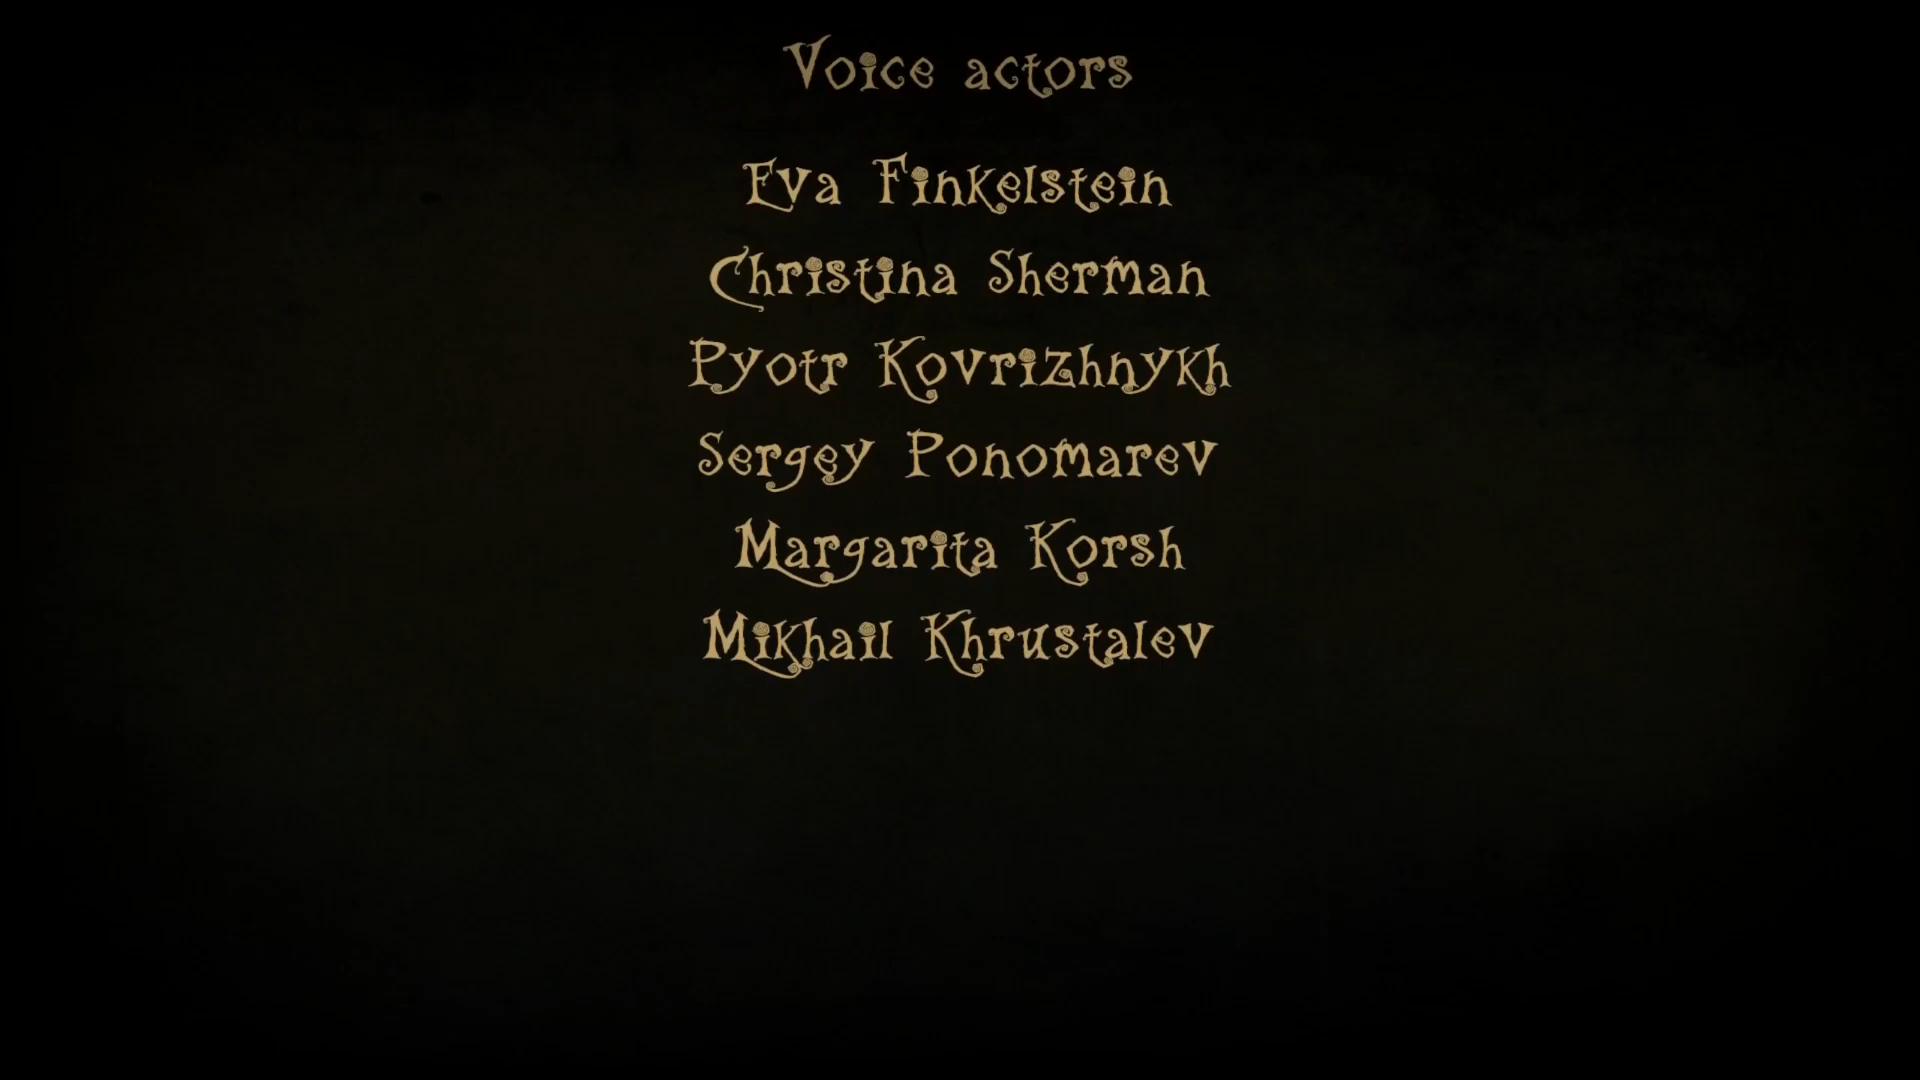 Voice actors
Eva Finkelstein
Christina Sherman
Pyotr Kovrizhnykh
Sergey Ponomarev
Margarita Korsh
Mikhail Khrustalev